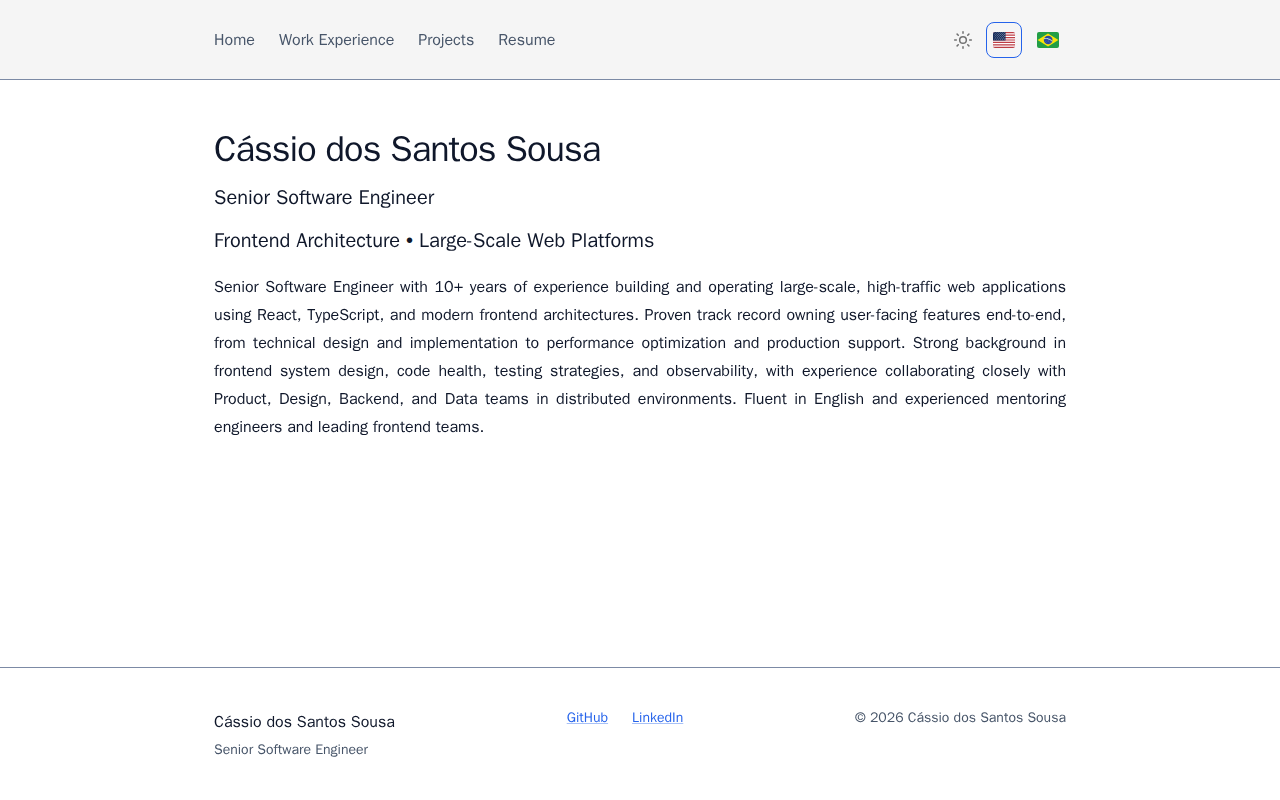 Home Work Experience Projects Resume
Cássio dos Santos Sousa
Senior Software Engineer
Frontend Architecture • Large-Scale Web Platforms
Senior Software Engineer with 10+ years of experience building and operating large-scale, high-traffic web applications
using React, TypeScript, and modern frontend architectures. Proven track record owning user-facing features end-to-end,
from technical design and implementation to performance optimization and production support. Strong background in
frontend system design, code health, testing strategies, and observability, with experience collaborating closely with
Product, Design, Backend, and Data teams in distributed environments. Fluent in English and experienced mentoring
engineers and leading frontend teams.
Cássio dos Santos Sousa
Senior Software Engineer
GitHub LinkedIn
© 2026 Cássio dos Santos Sousa